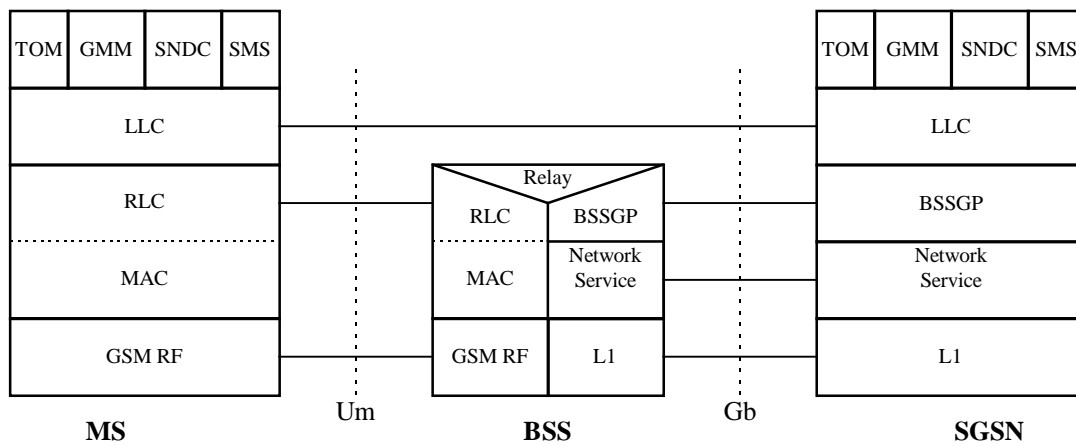 TOM GMM SNDC SMS
TOM GMM SNDC SMS
LLC
LLC
Relay
RLC
RLC
BSSGP
BSSGP
MAC
MAC
Network
Service
Network
Service
GSM RF
GSM RF
L1
L1
Um
Gb
MS
BSS
SGSN